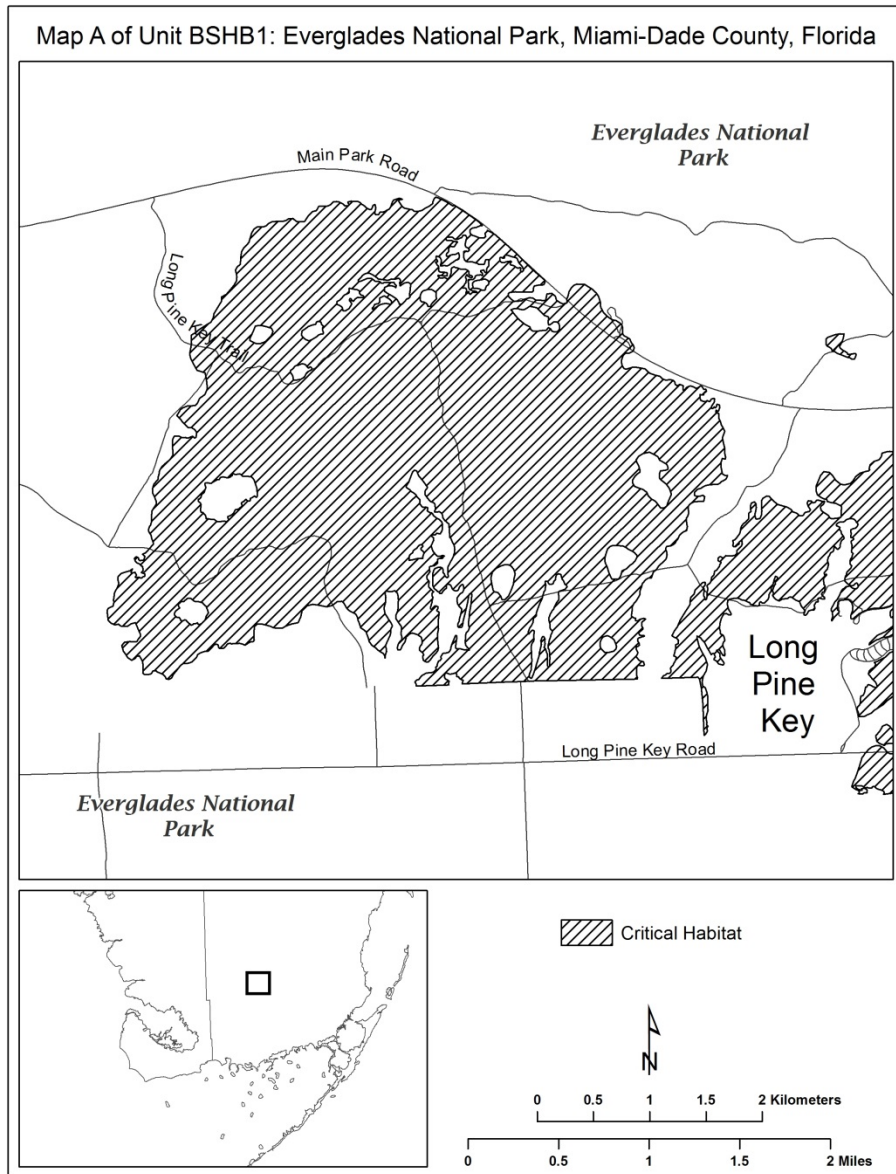 Map A of Unit BSHB1: Everglades National Park, Miami-Dade County, Florida
Everglades National
Park
Main Park Road
Long Pine Key Trail
Long
Pine
Key
Long Pine Key Road
Everglades National
Park
Critical Habitat
N
0 0.5 1 1.5 2 Kilometers
0 0.5 1 1.5 2 Miles